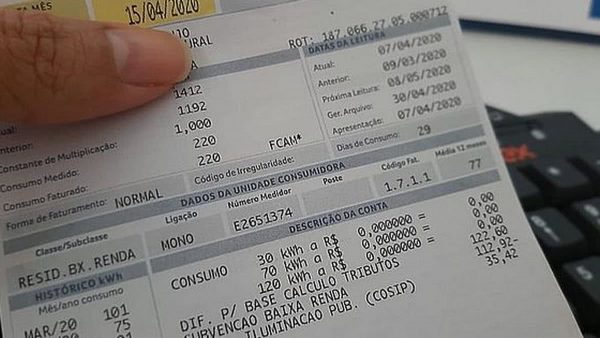 MÊS
15/04/2020
URAL
ROT: 187.066.27.05.000712
DATAS DA LEITURA
Atual: 07/04/2020
Anterior: 09/03/2020
Próxima Leitura: 08/05/2020
Ger. Arquivo: 30/04/2020
Apresentação: 07/04/2020
Dias de Consumo: 29
1412
Anterior: 1192
Constante de Multiplicação: 1,000
Consumo Medido: 220
Consumo Faturado: 220 FCAM*
Forma de Faturamento: NORMAL Código de Irregularidade:
DADOS DA UNIDADE CONSUMIDORA
Classe/Subclasse Ligação Número Medidor Poste Código Fat. Média 12 meses
RESID.BX.RENDA MONO E2651374 1.7.1.1 77
HISTÓRICO kWh
Mês/ano consumo
MAR/20 101
75
DESCRIÇÃO DA CONTA
CONSUMO 30 kWh a R$ 0,000000 = 0,00
70 kWh a R$ 0,000000 = 0,00
120 kWh a R$ 0,000000 = 0,00
DIF. P/ BASE CALCULO TRIBUTOS 122,60
SUBVENCAO BAIXA RENDA 112,92-
ILUMINACAO PUB. (COSIP) 35,42